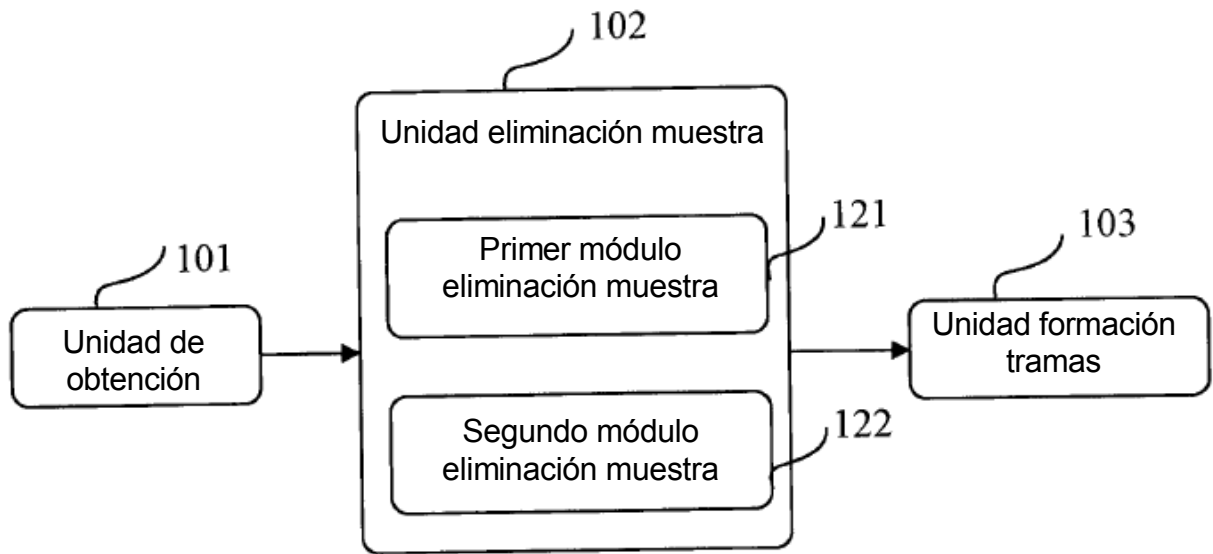 102
Unidad eliminación muestra
121
Primer módulo
eliminación muestra
103
101
Unidad de
obtención
Unidad formación
tramas
Segundo módulo
eliminación muestra
122